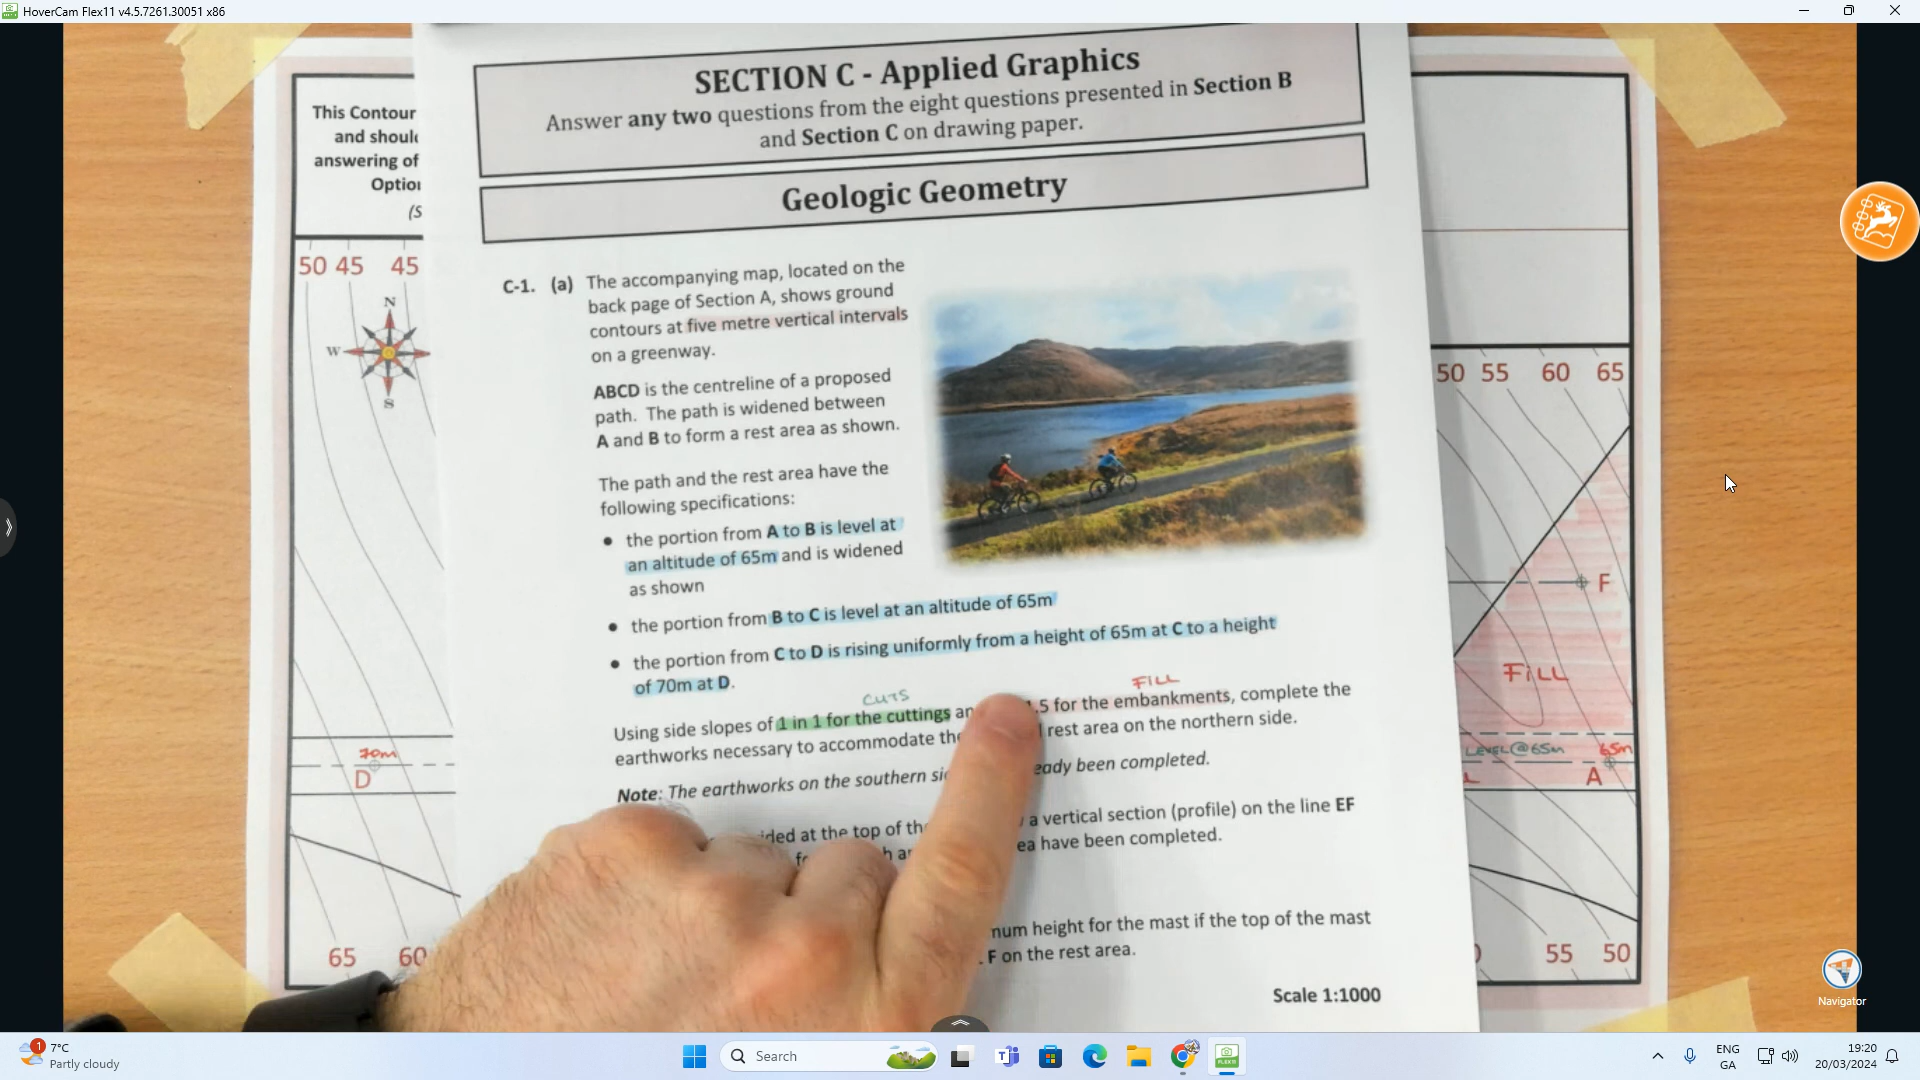 HoverCam Flex11 v4.5.7261.30051 x86
SECTION C - Applied Graphics
Answer any two questions from the eight questions presented in Section B
and Section C on drawing paper.
Geologic Geometry
This Contour
and should
answering of
50 45 45
N
W
S
C-1. (a) The accompanying map, located on the
back page of Section A, shows ground
contours at five metre vertical intervals
on a greenway.
ABCD is the centreline of a proposed
path. The path is widened between
A and B to form a rest area as shown.
The path and the rest area have the
following specifications:
• the portion from A to B is level at
an altitude of 65m and is widened
as shown
• the portion from B to C is level at an altitude of 65m
• the portion from C to D is rising uniformly from a height of 65m at C to a height
of 70m at D.
CUTS
FILL
Using side slopes of 1 in 1 for the cuttings an .5 for the embankments, complete the
earthworks necessary to accommodate the rest area on the northern side.
Note: The earthworks on the southern si eady been completed.
ided at the top of th a vertical section (profile) on the line EF
ea have been completed.
num height for the mast if the top of the mast
F on the rest area.
Scale 1:1000
70m
D
65 60
50 55 60 65
F
FILL
LEVEL@65m 65m
A
55 50
Navigator
1
7°C
Partly cloudy
Search
ENG
GA
19:20
20/03/2024